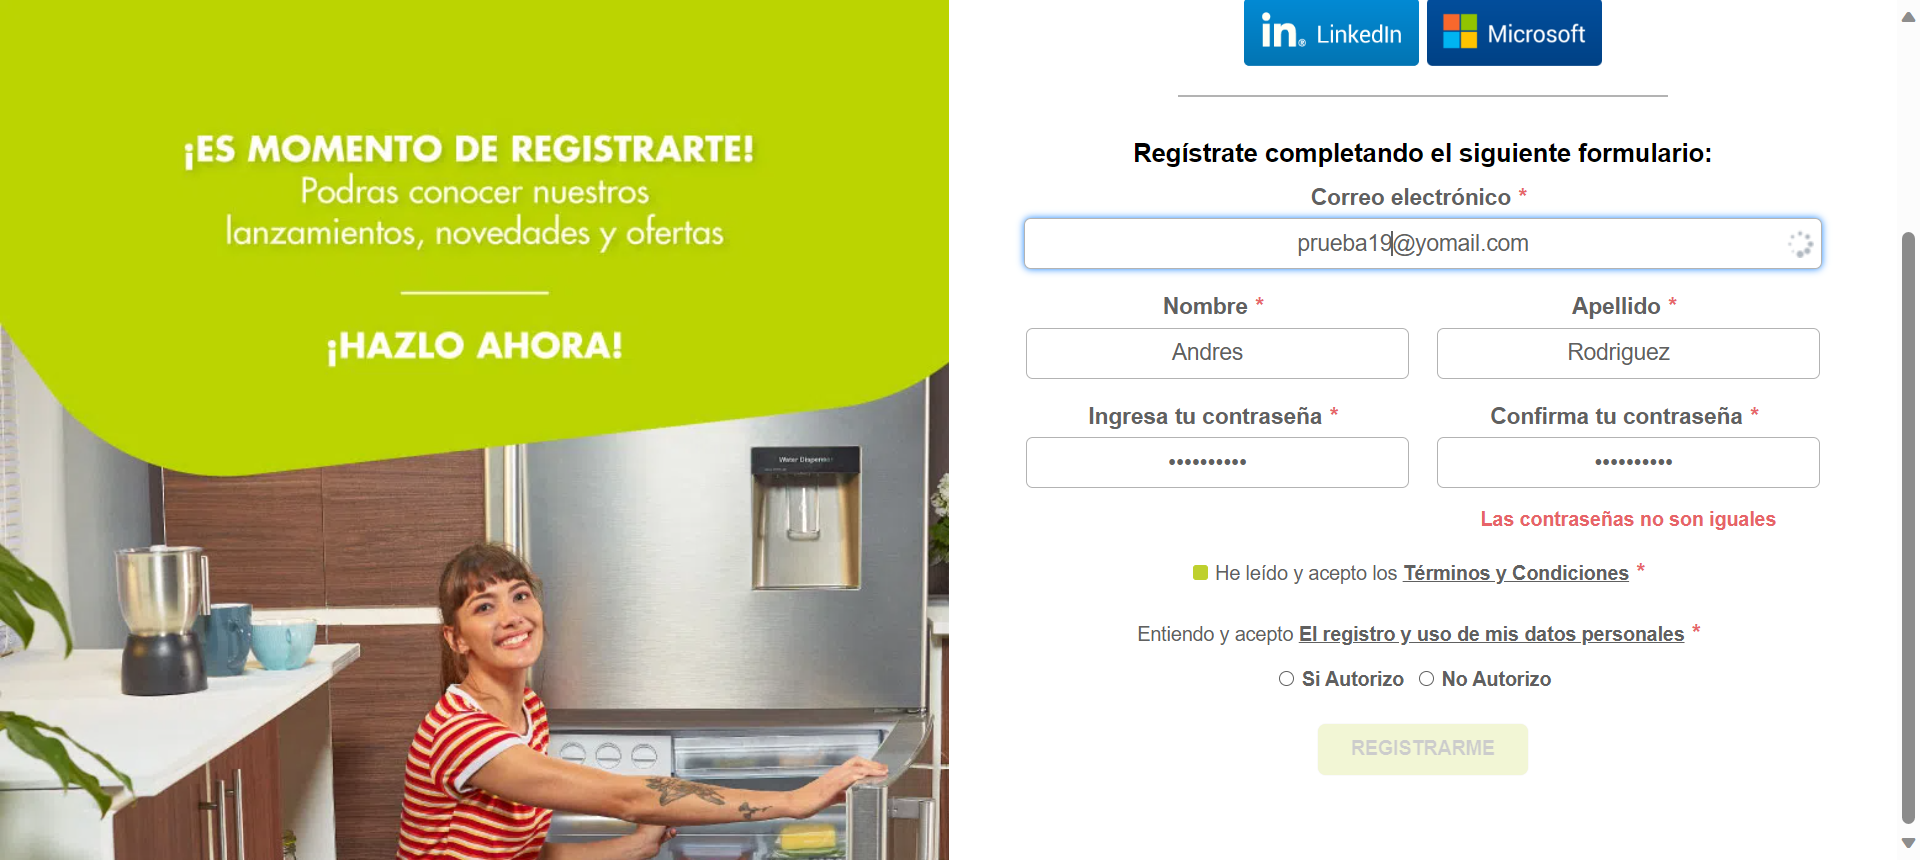 ¡ES MOMENTO DE REGISTRARTE!
Podras conocer nuestros
lanzamientos, novedades y ofertas
¡HAZLO AHORA!
Water Dispenser
in® LinkedIn
Microsoft
Regístrate completando el siguiente formulario:
Correo electrónico *
prueba19@yomail.com
Nombre *
Apellido *
Andres
Rodriguez
Ingresa tu contraseña *
Confirma tu contraseña *
••••••••••
••••••••••
Las contraseñas no son iguales
He leído y acepto los Términos y Condiciones *
Entiendo y acepto El registro y uso de mis datos personales *
Si Autorizo
No Autorizo
REGISTRARME